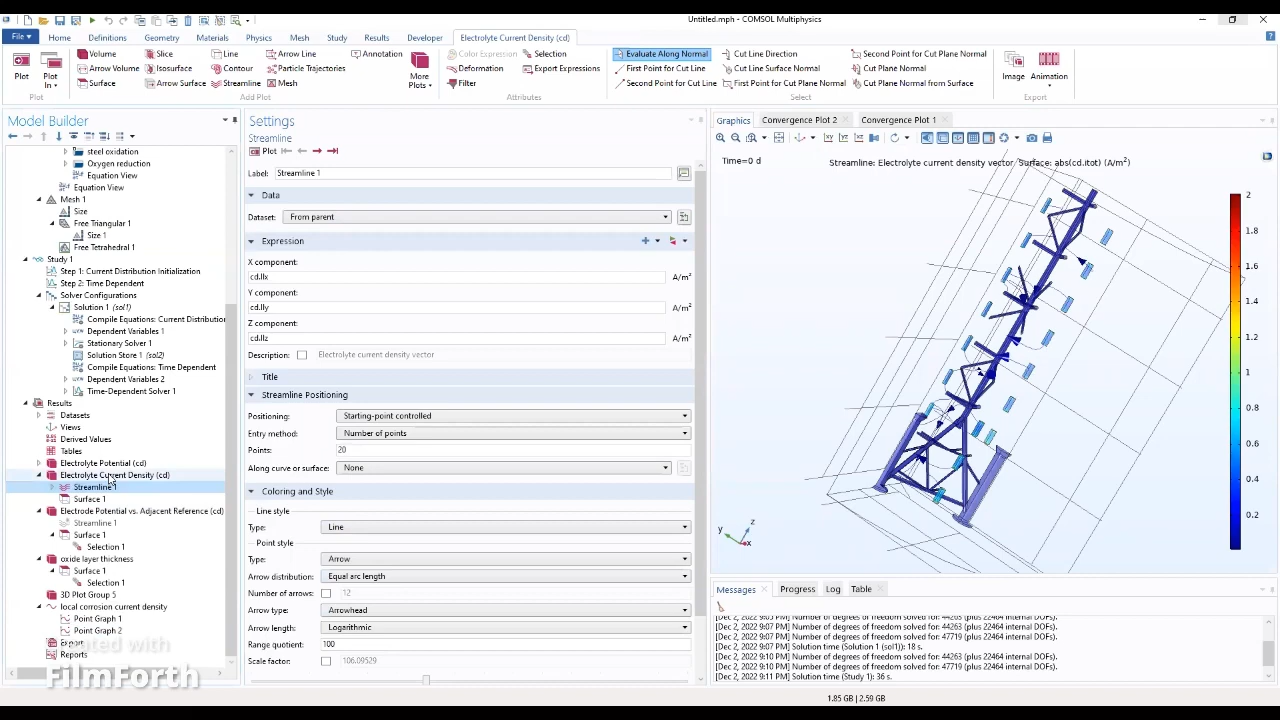 Untitled.mph - COMSOL Multiphysics
File Home Definitions Geometry Materials Physics Mesh Study Results Developer Electrolyte Current Density (cd)
Plot
Plot In
Plot
Volume Slice Line Arrow Line Annotation
Arrow Volume Isosurface Contour Particle Trajectories
Surface Arrow Surface Streamline Mesh
More Plots
Add Plot
Color Expression Selection
Deformation Export Expressions
Filter
Attributes
Evaluate Along Normal Cut Line Direction Second Point for Cut Plane Normal
First Point for Cut Line Cut Line Surface Normal Cut Plane Normal
Second Point for Cut Line First Point for Cut Plane Normal Cut Plane Normal from Surface
Select
Image Animation
Export
Model Builder
steel oxidation
Oxygen reduction
Equation View
Equation View
Mesh 1
Size
Free Triangular 1
Size 1
Free Tetrahedral 1
Study 1
Step 1: Current Distribution Initialization
Step 2: Time Dependent
Solver Configurations
Solution 1 (sol1)
Compile Equations: Current Distribution
Dependent Variables 1
Stationary Solver 1
Solution Store 1 (sol2)
Compile Equations: Time Dependent
Dependent Variables 2
Time-Dependent Solver 1
Results
Datasets
Views
Derived Values
Tables
Electrolyte Potential (cd)
Electrolyte Current Density (cd)
Streamline 1
Surface 1
Electrode Potential vs. Adjacent Reference (cd)
Streamline 1
Surface 1
Selection 1
oxide layer thickness
Surface 1
Selection 1
3D Plot Group 5
local corrosion current density
Point Graph 1
Point Graph 2
Export
Reports
FilmForth
Settings
Streamline
Plot
Label: Streamline 1
Data
Dataset: From parent
Expression
X component:
cd.Ilx A/m²
Y component:
cd.Ily A/m²
Z component:
cd.Ilz A/m²
Description: Electrolyte current density vector
Title
Streamline Positioning
Positioning: Starting-point controlled
Entry method: Number of points
Points: 20
Along curve or surface: None
Coloring and Style
Line style
Type: Line
Point style
Type: Arrow
Arrow distribution: Equal arc length
Number of arrows: 12
Arrow type: Arrowhead
Arrow length: Logarithmic
Range quotient: 100
Scale factor: 106.09529
Graphics Convergence Plot 2 Convergence Plot 1
Time=0 d Streamline: Electrolyte current density vector Surface: abs(cd.itot) (A/m²)
2
1.8
1.6
1.4
1.2
1
0.8
0.6
0.4
0.2
y z x
Messages Progress Log Table
[Dec 2, 2022 9:07 PM] Number of degrees of freedom solved for: 44263 (plus 22464 internal DOFs).
[Dec 2, 2022 9:07 PM] Number of degrees of freedom solved for: 47719 (plus 22464 internal DOFs).
[Dec 2, 2022 9:07 PM] Solution time (Solution 1 (sol1)): 18 s.
[Dec 2, 2022 9:10 PM] Number of degrees of freedom solved for: 44263 (plus 22464 internal DOFs).
[Dec 2, 2022 9:10 PM] Number of degrees of freedom solved for: 47719 (plus 22464 internal DOFs).
[Dec 2, 2022 9:11 PM] Solution time (Study 1): 36 s.
1.85 GB | 2.59 GB